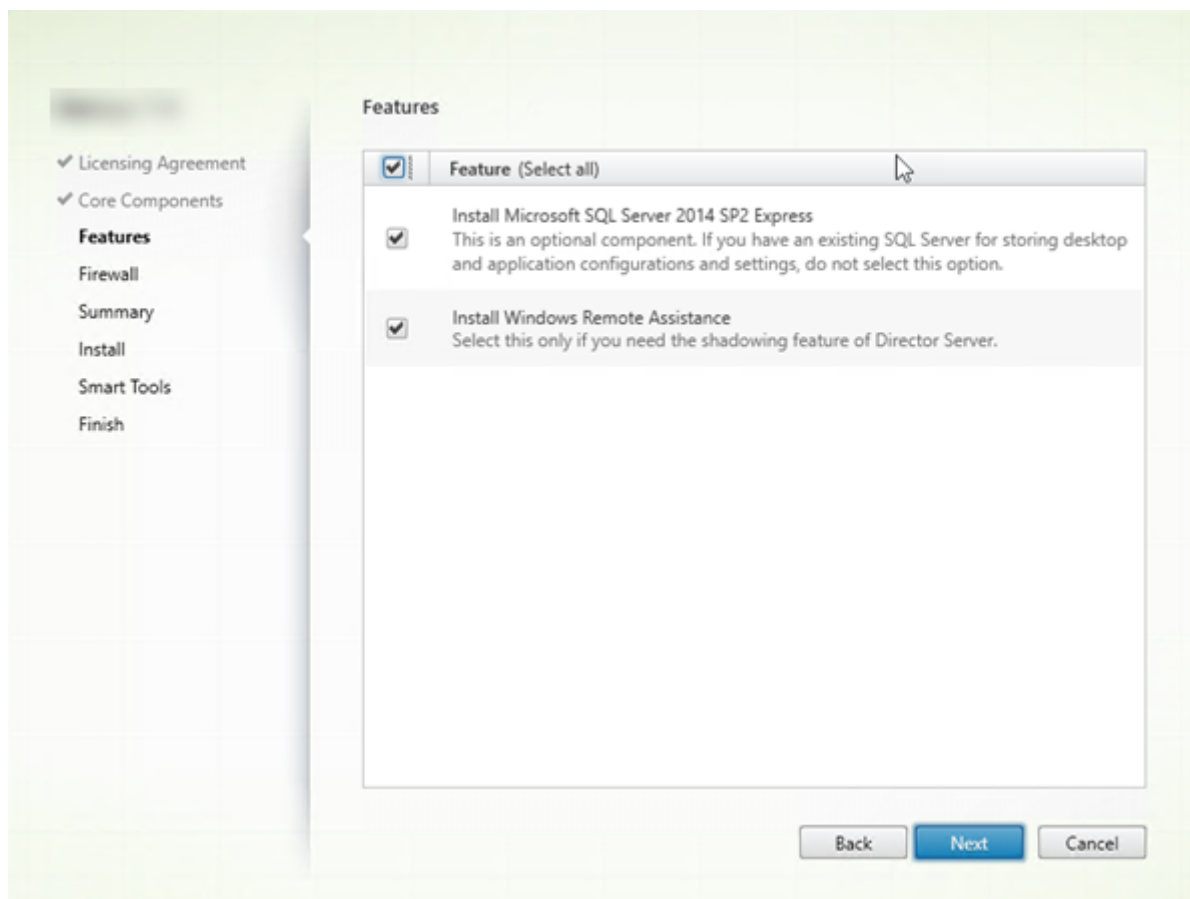 Features
✔ Licensing Agreement
✔ Core Components
Features
Firewall
Summary
Install
Smart Tools
Finish
Feature (Select all)
Install Microsoft SQL Server 2014 SP2 Express
This is an optional component. If you have an existing SQL Server for storing desktop
and application configurations and settings, do not select this option.
Install Windows Remote Assistance
Select this only if you need the shadowing feature of Director Server.
Back
Next
Cancel